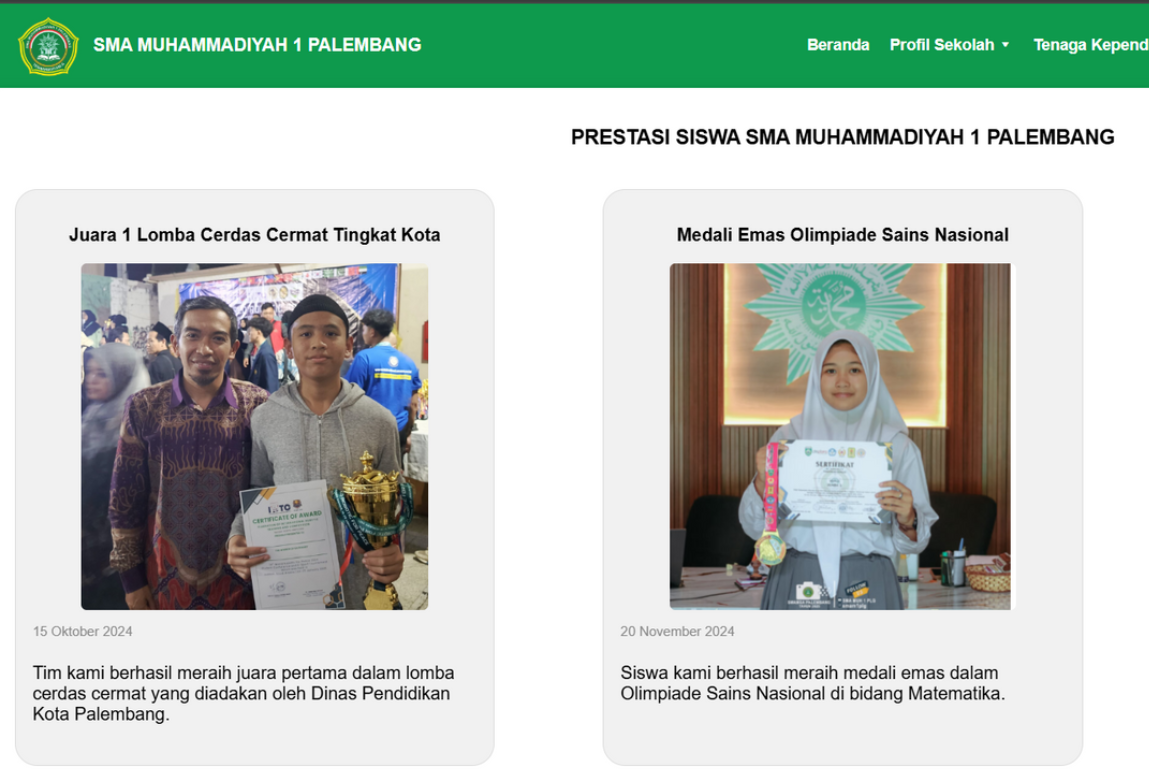 SMA MUHAMMADIYAH 1 PALEMBANG
Beranda Profil Sekolah Tenaga Kepend
PRESTASI SISWA SMA MUHAMMADIYAH 1 PALEMBANG
Juara 1 Lomba Cerdas Cermat Tingkat Kota
CERTIFICATE OF AWARD
15 Oktober 2024
Tim kami berhasil meraih juara pertama dalam lomba
cerdas cermat yang diadakan oleh Dinas Pendidikan
Kota Palembang.
Medali Emas Olimpiade Sains Nasional
SERTIFIKAT
20 November 2024
Siswa kami berhasil meraih medali emas dalam
Olimpiade Sains Nasional di bidang Matematika.